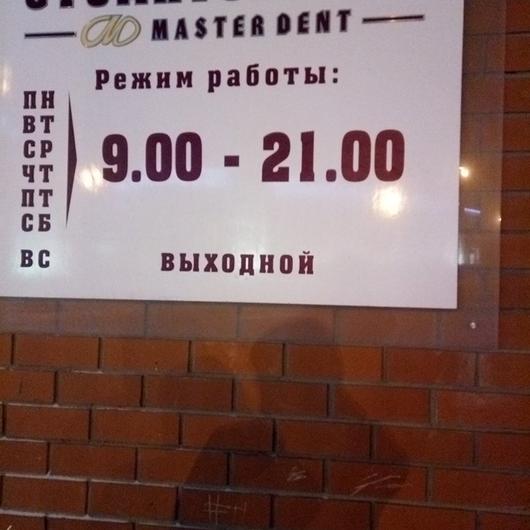 MASTER DENT
Режим работы:
ПН
ВТ
СР
ЧТ
ПТ
СБ
9.00 - 21.00
ВС ВЫХОДНОЙ